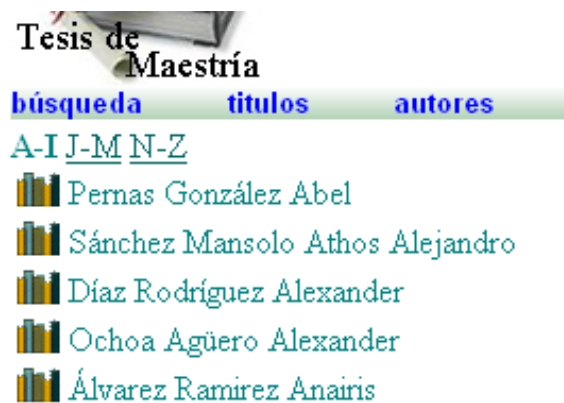 Tesis de
Maestría
búsqueda titulos autores
A-I J-M N-Z
Pernas González Abel
Sánchez Mansolo Athos Alejandro
Díaz Rodríguez Alexander
Ochoa Agüero Alexander
Álvarez Ramirez Anairis